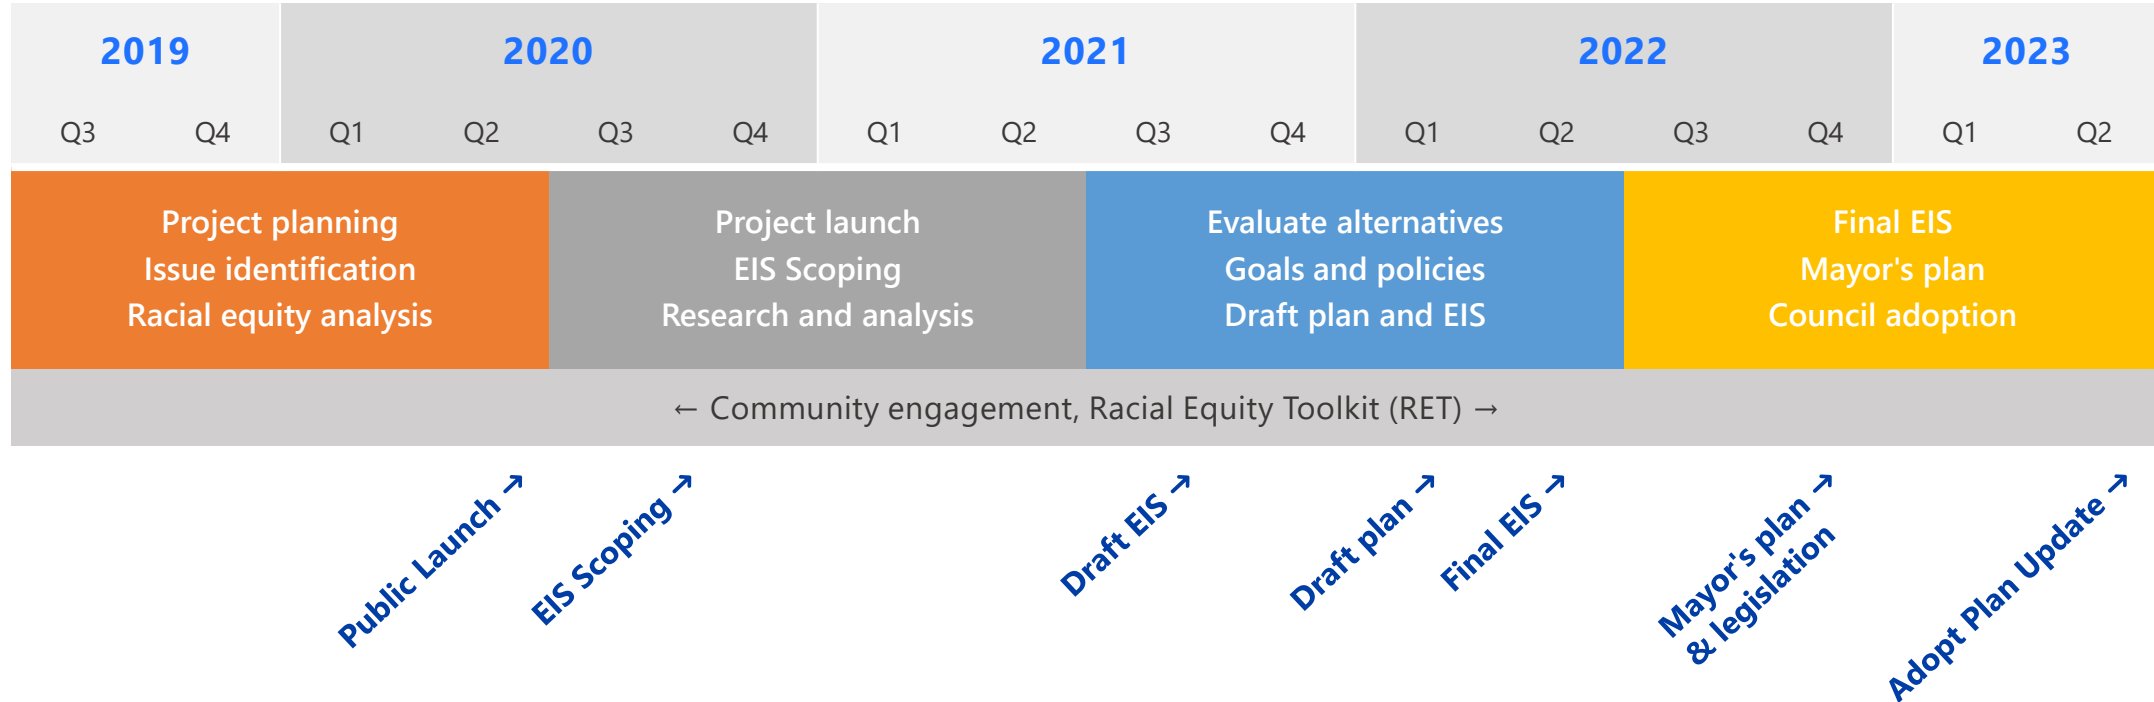 2019 2020 2021 2022 2023
Q3 Q4 Q1 Q2 Q3 Q4 Q1 Q2 Q3 Q4 Q1 Q2 Q3 Q4 Q1 Q2
Project planning
Issue identification
Racial equity analysis
Project launch
EIS Scoping
Research and analysis
Evaluate alternatives
Goals and policies
Draft plan and EIS
Final EIS
Mayor's plan
Council adoption
← Community engagement, Racial Equity Toolkit (RET) →
Public Launch →
EIS Scoping →
Draft EIS →
Draft plan →
Final EIS →
Mayor's plan →
& legislation
Adopt Plan Update →